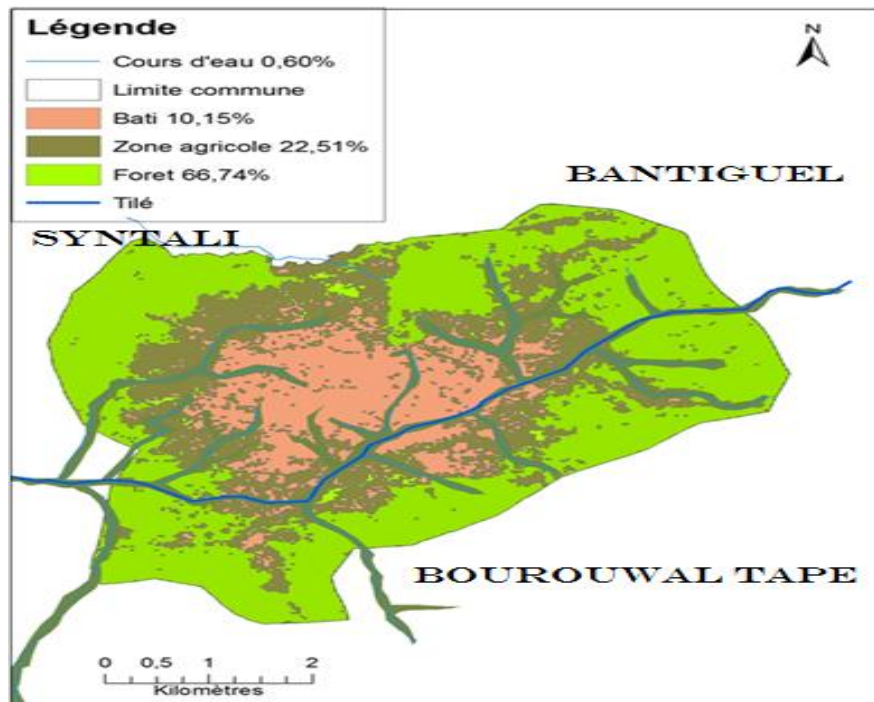 Légende
Cours d'eau 0,60%
Limite commune
Bati 10,15%
Zone agricole 22,51%
Foret 66,74%
Tilé
N
BANTIGUEL
SYNTALI
BOUROUWAL TAPE
0 0,5 1 2
Kilomètres